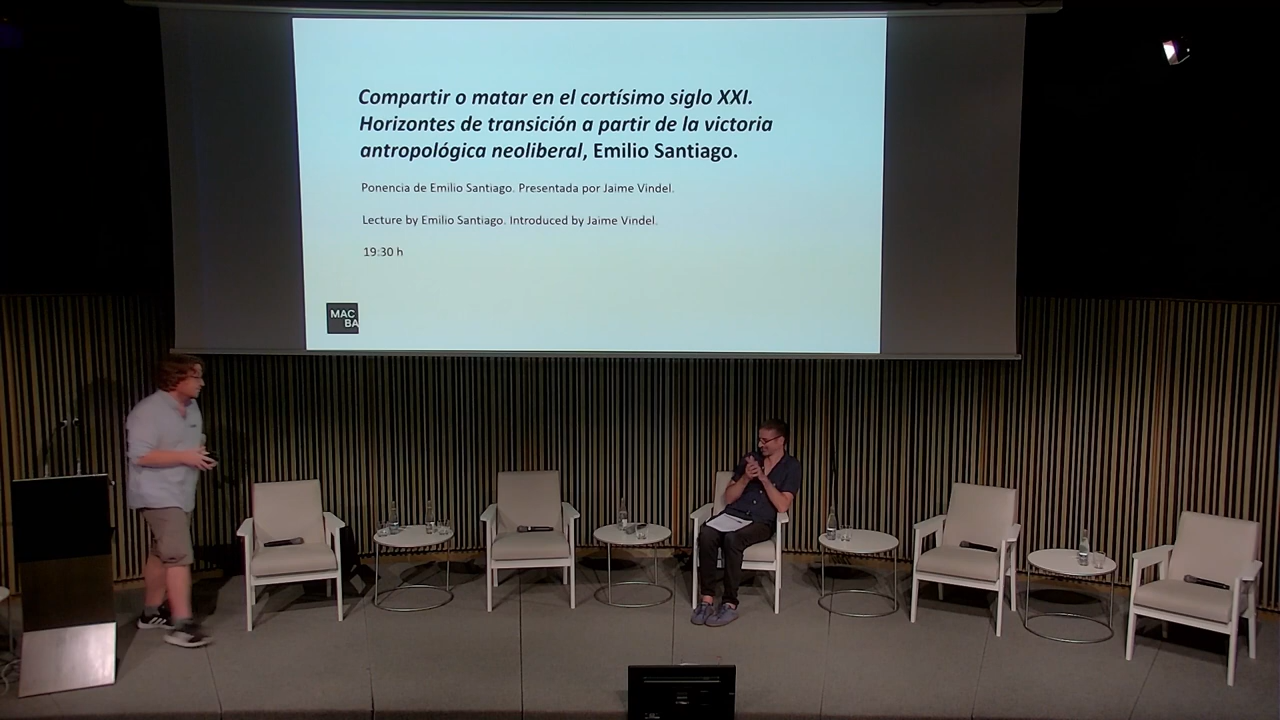 Compartir o matar en el cortísimo siglo XXI.
Horizontes de transición a partir de la victoria
antropológica neoliberal, Emilio Santiago.
Ponencia de Emilio Santiago. Presentada por Jaime Vindel.
Lecture by Emilio Santiago. Introduced by Jaime Vindel.
19:30 h
MAC
BA